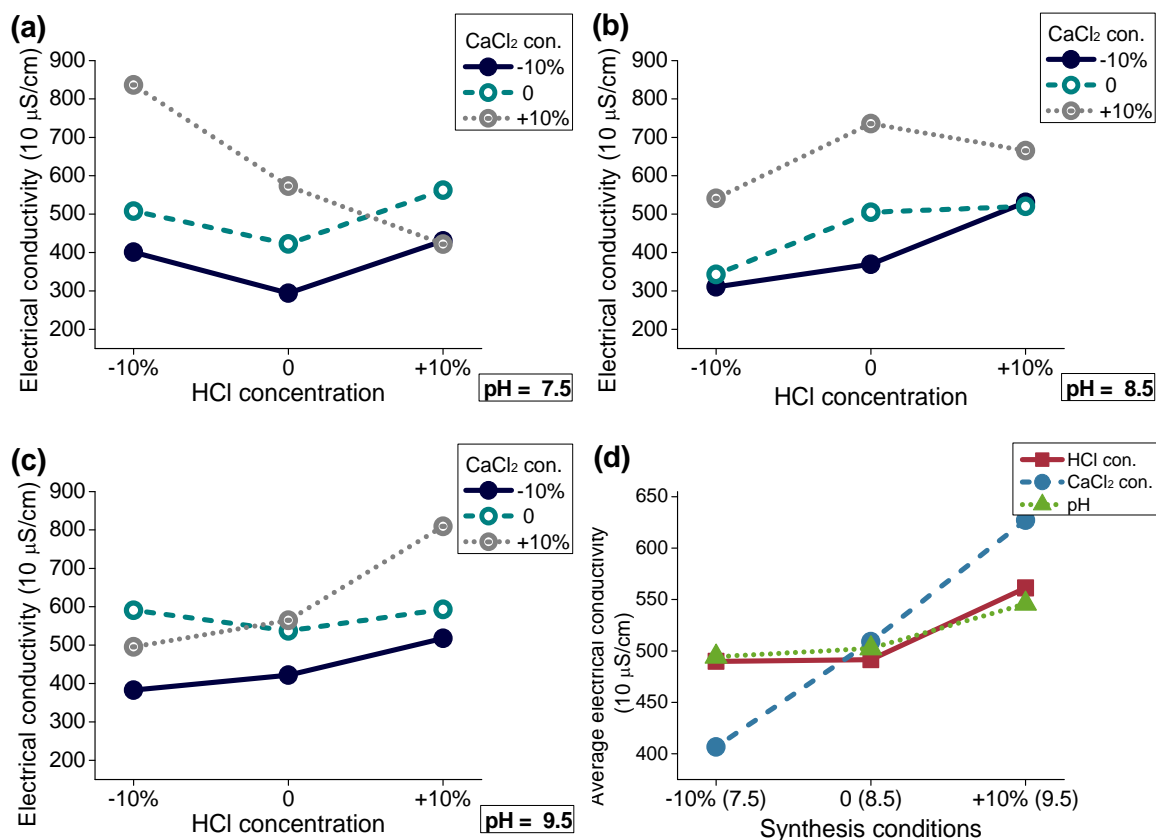 (a)
CaCl₂ con.
-10%
0
+10%
Electrical conductivity (10 µS/cm)
900
800
700
600
500
400
300
200
-10%
0
+10%
HCl concentration
pH = 7.5
(b)
CaCl₂ con.
-10%
0
+10%
Electrical conductivity (10 µS/cm)
900
800
700
600
500
400
300
200
-10%
0
+10%
HCl concentration
pH = 8.5
(c)
CaCl₂ con.
-10%
0
+10%
Electrical conductivity (10 µS/cm)
900
800
700
600
500
400
300
200
-10%
0
+10%
HCl concentration
pH = 9.5
(d)
HCl con.
CaCl₂ con.
pH
Average electrical conductivity
(10 µS/cm)
650
600
550
500
450
400
-10% (7.5)
0 (8.5)
+10% (9.5)
Synthesis conditions